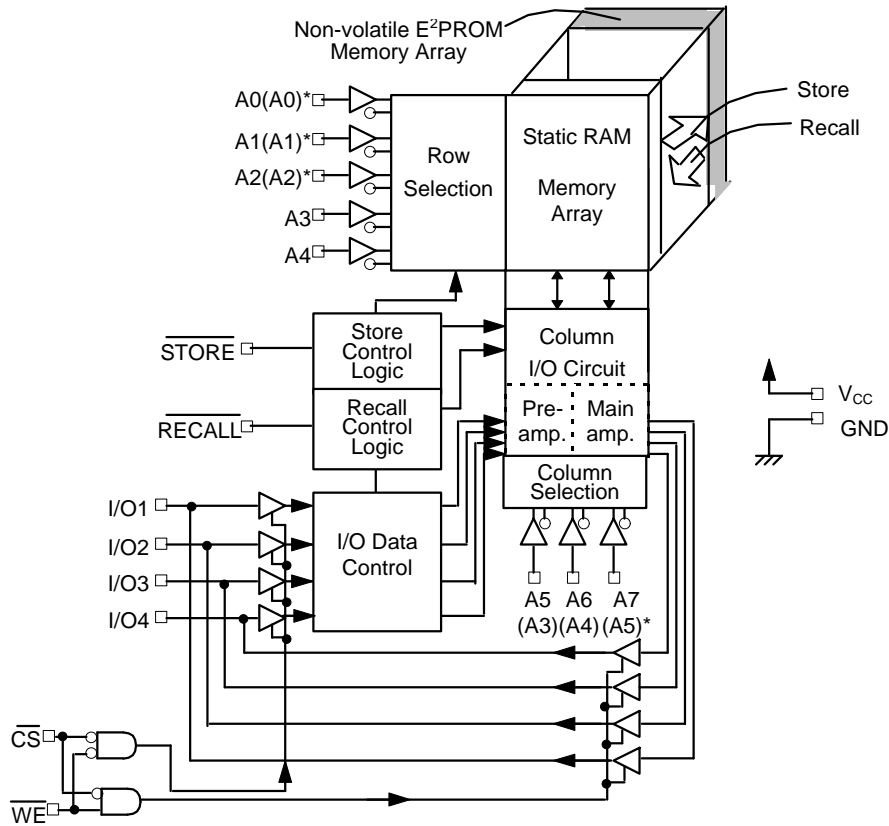 Non-volatile E²PROM
Memory Array
Store
Recall
A0(A0)*
A1(A1)*
A2(A2)*
A3
A4
Row
Selection
Static RAM
Memory
Array
STORE
Store
Control
Logic
RECALL
Recall
Control
Logic
Column
I/O Circuit
Pre-
amp.
Main
amp.
Column
Selection
VCC
GND
I/O1
I/O2
I/O3
I/O4
I/O Data
Control
A5 A6 A7
(A3) (A4) (A5)*
CS
WE